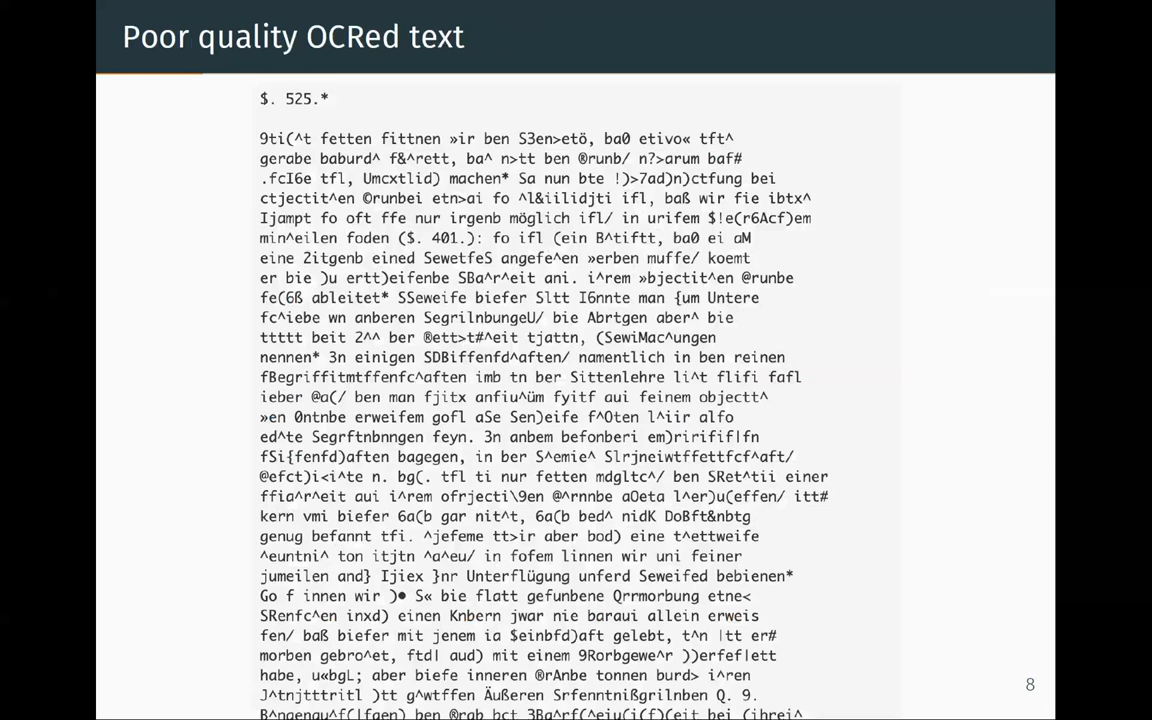 Poor quality OCRed text
$. 525.*
9ti(^t fetten fittnen »ir ben S3en>etö, ba0 etivo« tft^
gerabe baburd^ f&^rett, ba^ n>tt ben ®runb/ n?>arum baf#
.fcI6e tfl, Umcxtlid) machen* Sa nun bte !)>7ad)n)ctfung bei
ctjectit^en ©runbei etn>ai fo ^l&iilidjti ifl, baß wir fie ibtx^
Ijampt fo oft ffe nur irgenb möglich ifl/ in urifem $!e(r6Acf)em
min^eilen foden ($. 401.): fo ifl (ein B^tiftt, ba0 ei aM
eine 2itgenb eined SewetfeS angefe^en »erben muffe/ koemt
er bie )u ertt)eifenbe SBa^r^eit ani. i^rem »bjectit^en @runbe
fe(6ß ableitet* SSeweife biefer Sltt I6nnte man {um Untere
fc^iebe wn anberen SegrilnbungeU/ bie Abrtgen aber^ bie
ttttt beit 2^^ ber ®ett>t#^eit tjattn, (SewiMac^ungen
nennen* 3n einigen SDBiffenfd^aften/ namentlich in ben reinen
fBegriffitmtffenfc^aften imb tn ber Sittenlehre li^t flifi fafl
ieber @a(/ ben man fjitx anfiu^üm fyitf aui feinem objectt^
»en 0ntnbe erweifem gofl aSe Sen)eife f^Oten l^iir alfo
ed^te Segrftnbnngen feyn. 3n anbem befonberi em)ririfif|fn
fSi{fenfd)aften bagegen, in ber S^emie^ Slrjneiwtffettfcf^aft/
@efct)i<i^te n. bg(. tfl ti nur fetten mdgltc^/ ben SRet^tii einer
ffia^r^eit aui i^rem ofrjecti\9en @^rnnbe aOeta l^er)u(effen/ itt#
kern vmi biefer 6a(b gar nit^t, 6a(b bed^ nidK DoBft&nbtg
genug befannt tfi. ^jefeme tt>ir aber bod) eine t^ettweife
^euntni^ ton itjtn ^a^eu/ in fofem linnen wir uni feiner
jumeilen and} Ijiex }nr Unterflügung unferd Seweifed bebienen*
Go f innen wir )● S« bie flatt gefunbene Qrrmorbung etne<
SRenfc^en inxd) einen Knbern jwar nie baraui allein erweis
fen/ baß biefer mit jenem ia $einbfd)aft gelebt, t^n |tt er#
morben gebro^et, ftd| aud) mit einem 9Rorbgewe^r ))erfef|ett
habe, u«bgL; aber biefe inneren ®rAnbe tonnen burd> i^ren
J^tnjtttritl )tt g^wtffen Äußeren Srfenntnißgrilnben Q. 9.